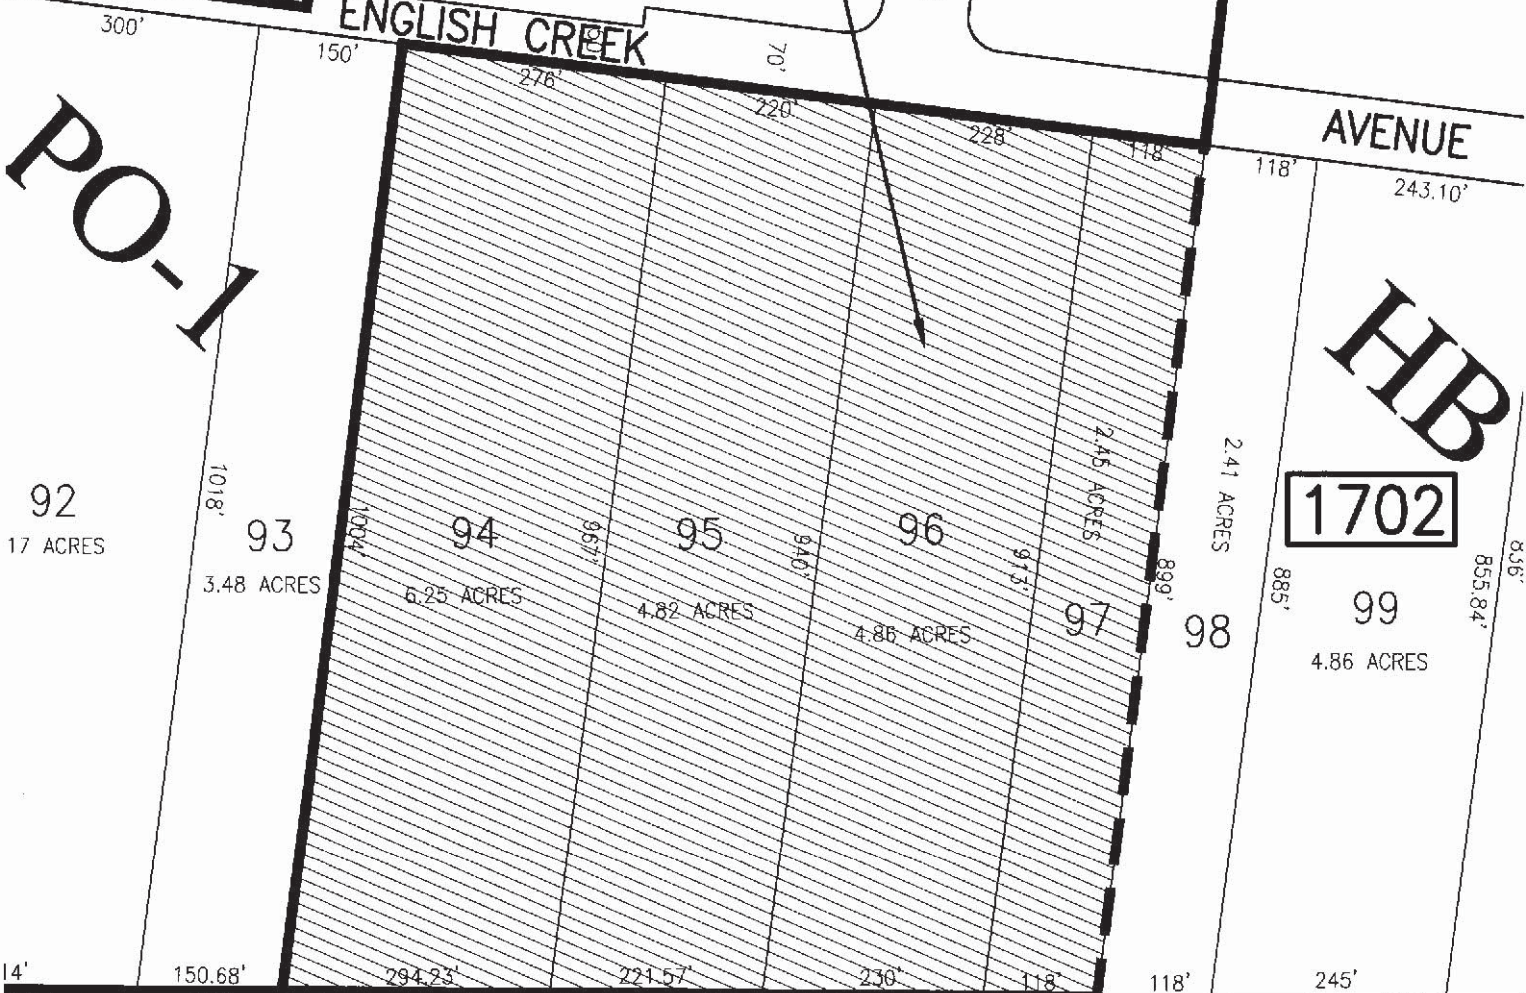 300'
150'
ENGLISH CREEK
70'
276'
220'
228'
118'
118'
AVENUE
243.10'
PO-1
HB
1702
92
17 ACRES
1018'
93
3.48 ACRES
1004'
94
6.25 ACRES
967'
95
4.82 ACRES
940'
96
4.86 ACRES
913'
2.45 ACRES
97
899'
2.41 ACRES
98
885'
99
4.86 ACRES
855.84'
836'
14'
150.68'
294.23'
221.57'
230'
118'
118'
245'